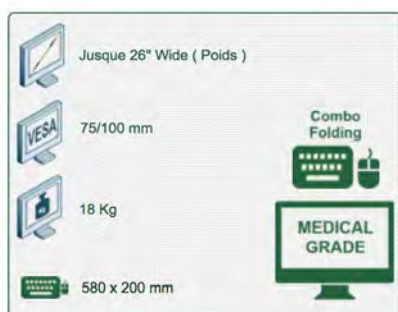 Jusque 26" Wide ( Poids )
VESA
75/100 mm
18 Kg
580 x 200 mm
Combo
Folding
MEDICAL
GRADE